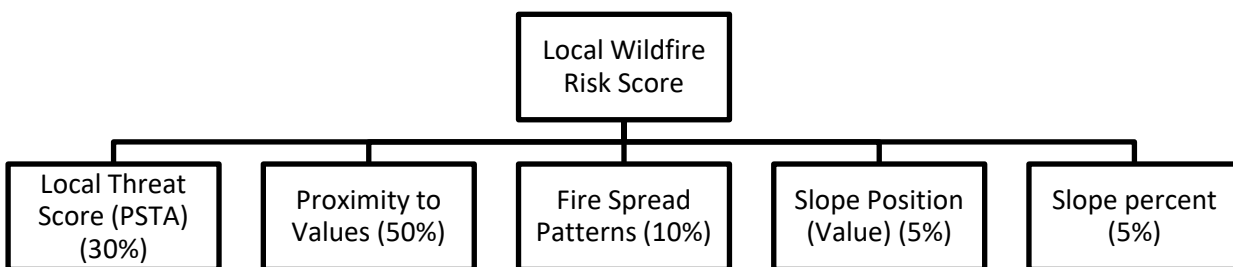 Local Wildfire
Risk Score
Local Threat
Score (PSTA)
(30%)
Proximity to
Values (50%)
Fire Spread
Patterns (10%)
Slope Position
(Value) (5%)
Slope percent
(5%)